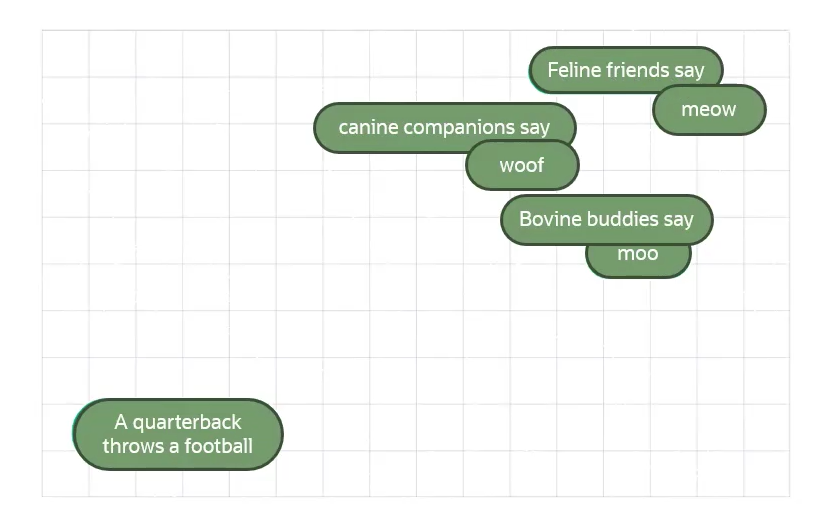 Feline friends say
meow
canine companions say
woof
Bovine buddies say
moo
A quarterback
throws a football